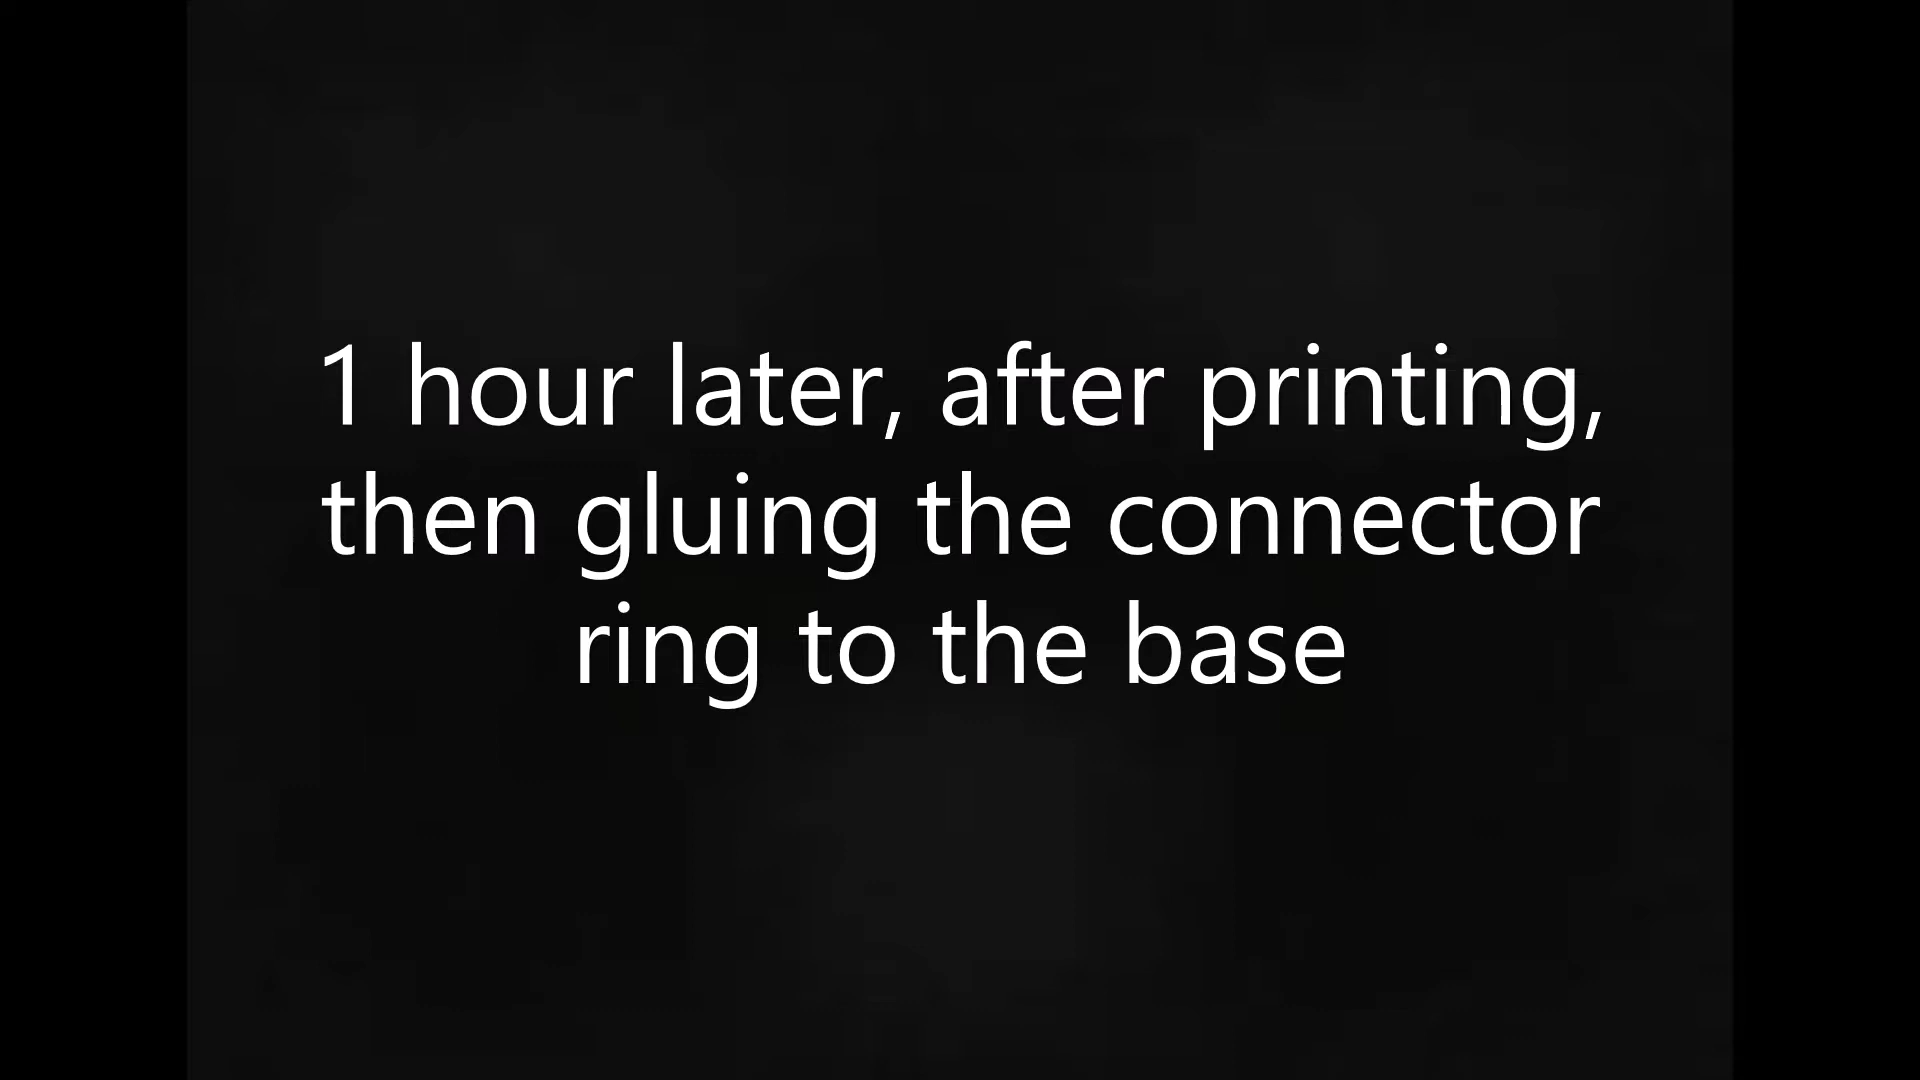 1 hour later, after printing,
then gluing the connector
ring to the base